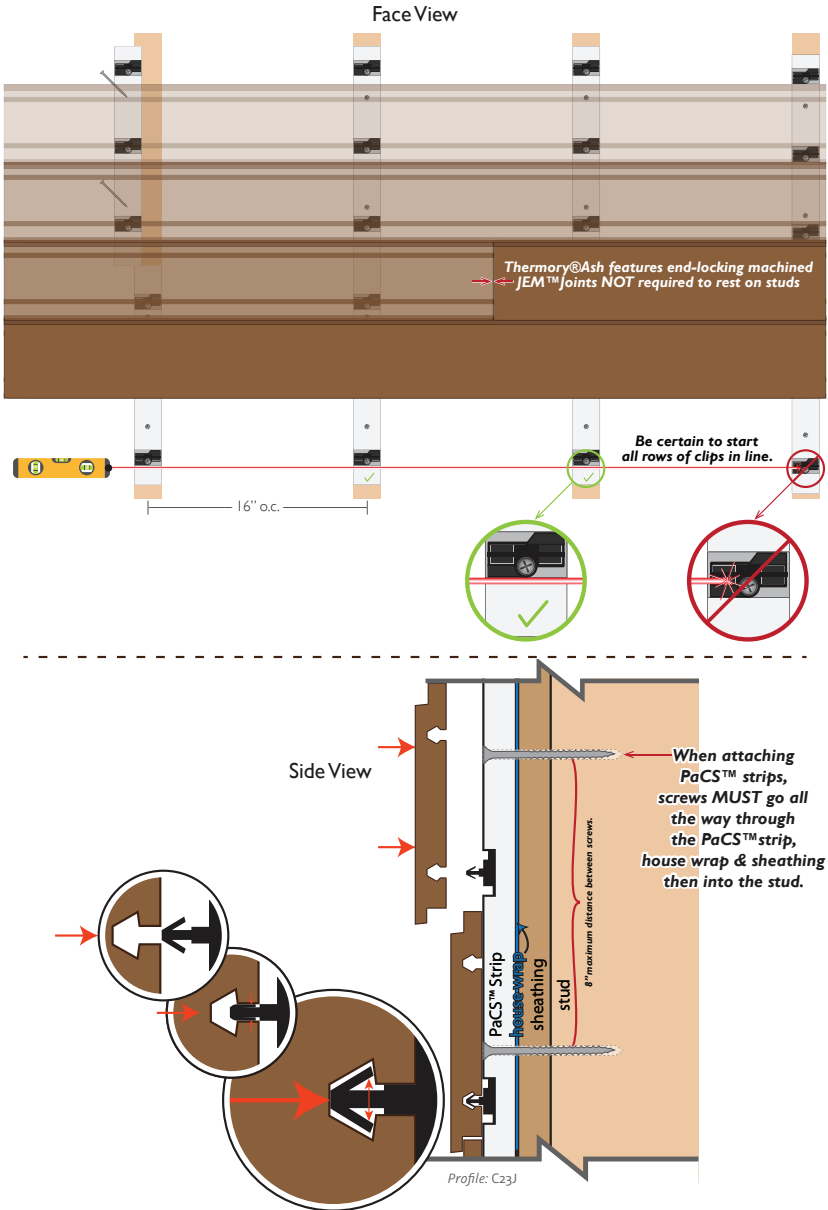 Face View
Thermory®Ash features end-locking machined
JEM™Joints NOT required to rest on studs
Be certain to start
all rows of clips in line.
16" o.c.
Side View
When attaching
PaCS™ strips,
screws MUST go all
the way through
the PaCS™strip,
house wrap & sheathing
then into the stud.
8"maximum distance between screws.
PaCS™ Strip
house wrap
sheathing
stud
Profile: C23J